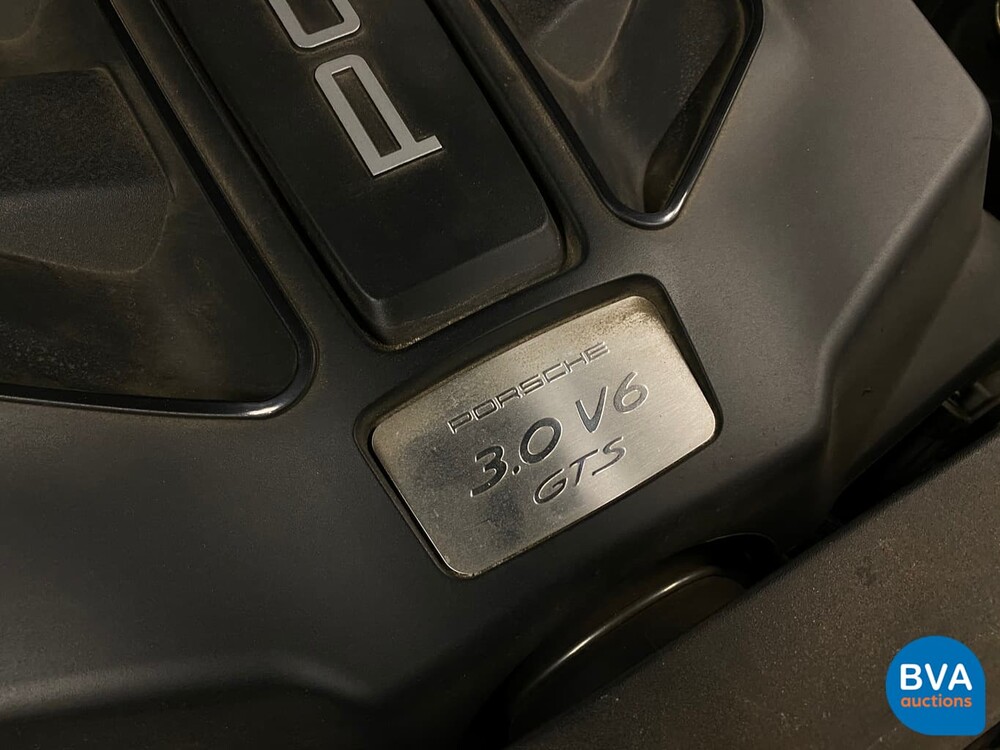 PORSCHE
3.0 V6
GTS
BVA
auctions